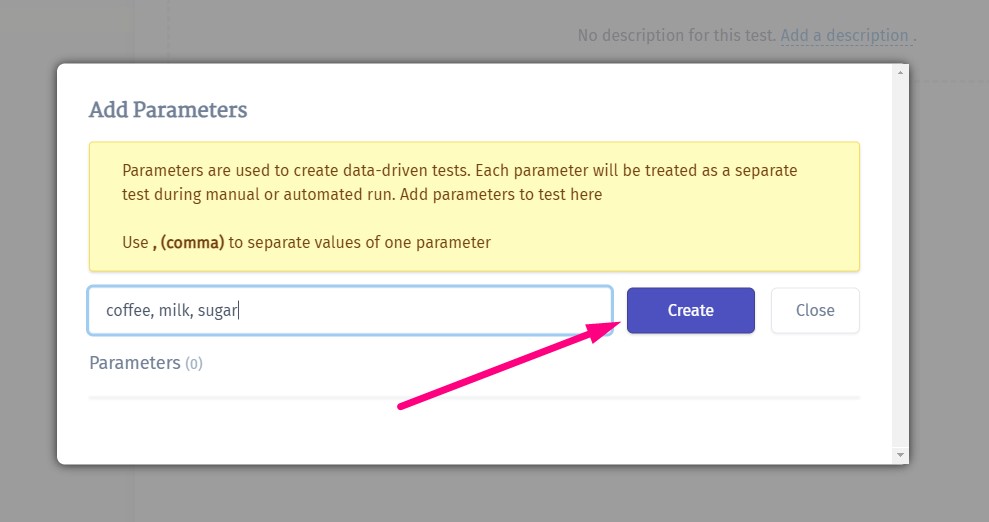 No description for this test. Add a description .
Add Parameters
Parameters are used to create data-driven tests. Each parameter will be treated as a separate
test during manual or automated run. Add parameters to test here
Use , (comma) to separate values of one parameter
coffee, milk, sugar
Create
Close
Parameters (0)